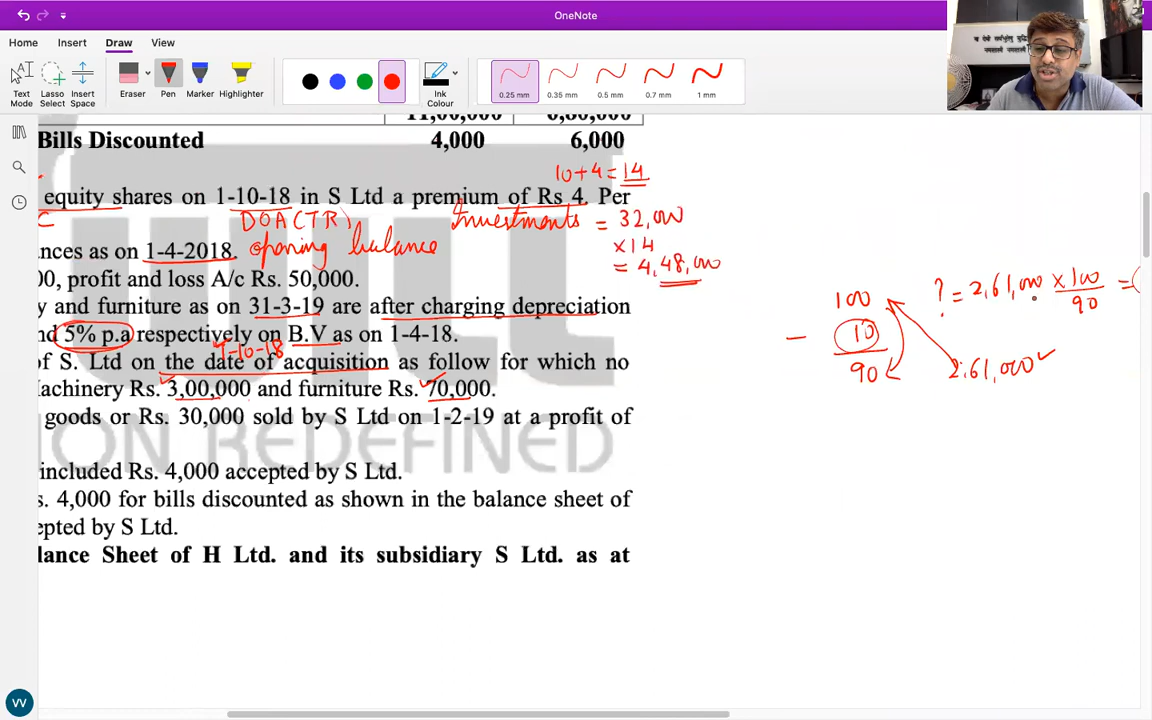 OneNote
Home Insert Draw View
Text Mode
Lasso Select
Insert Space
Eraser
Pen
Marker
Highlighter
Ink Colour
0.25 mm
0.35 mm
0.5 mm
0.7 mm
1 mm
Bills Discounted 4,000 6,000
10+4=14
equity shares on 1-10-18 in S Ltd a premium of Rs 4. Per
C DOA (TR) Investments = 32,000
×14
= 4,48,000
ances as on 1-4-2018. opening balance
00, profit and loss A/c Rs. 50,000.
y and furniture as on 31-3-19 are after charging depreciation
nd 5% p.a respectively on B.V as on 1-4-18.
1-10-18
of S. Ltd on the date of acquisition as follow for which no
achinery Rs. 3,00,000 and furniture Rs. 70,000.
goods or Rs. 30,000 sold by S Ltd on 1-2-19 at a profit of
included Rs. 4,000 accepted by S Ltd.
s. 4,000 for bills discounted as shown in the balance sheet of
epted by S Ltd.
lance Sheet of H Ltd. and its subsidiary S Ltd. as at
100
- 10
90
? = 2,61,000 × 100/90 =
2,61,000
ION REDEFINED
VV